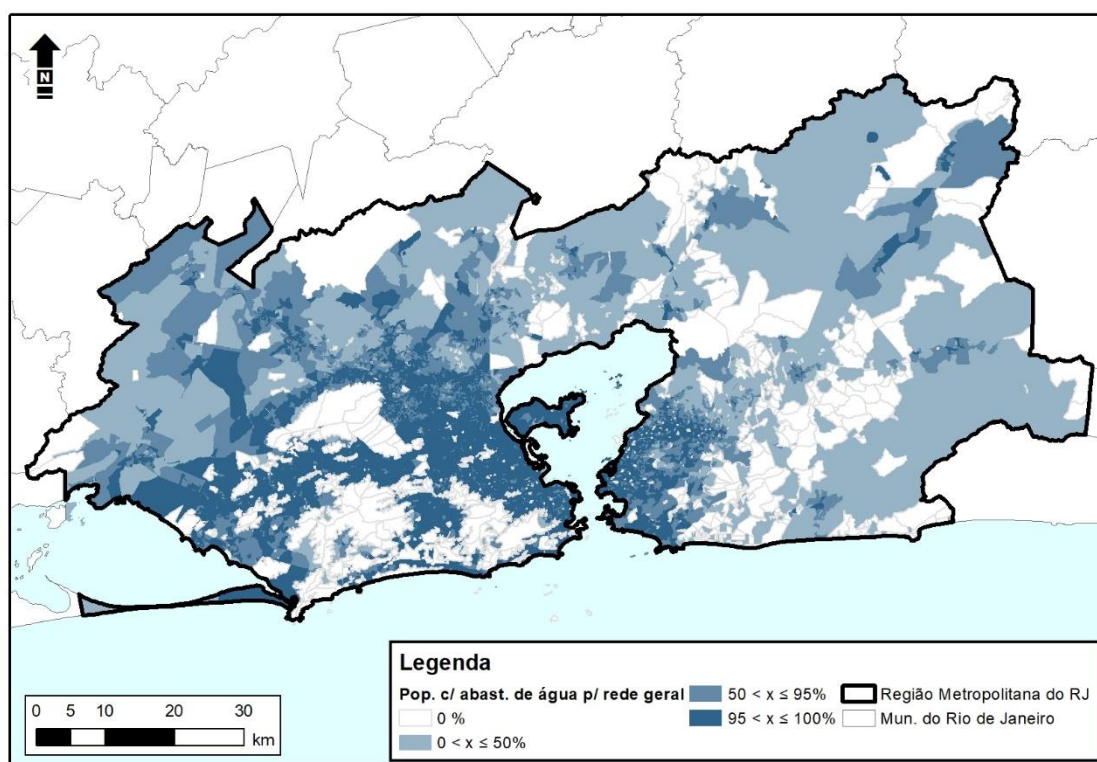 N
Legenda
Pop. c/ abast. de água p/ rede geral
0 %
0 < x ≤ 50%
50 < x ≤ 95%
95 < x ≤ 100%
Região Metropolitana do RJ
Mun. do Rio de Janeiro
0 5 10 20 30
km